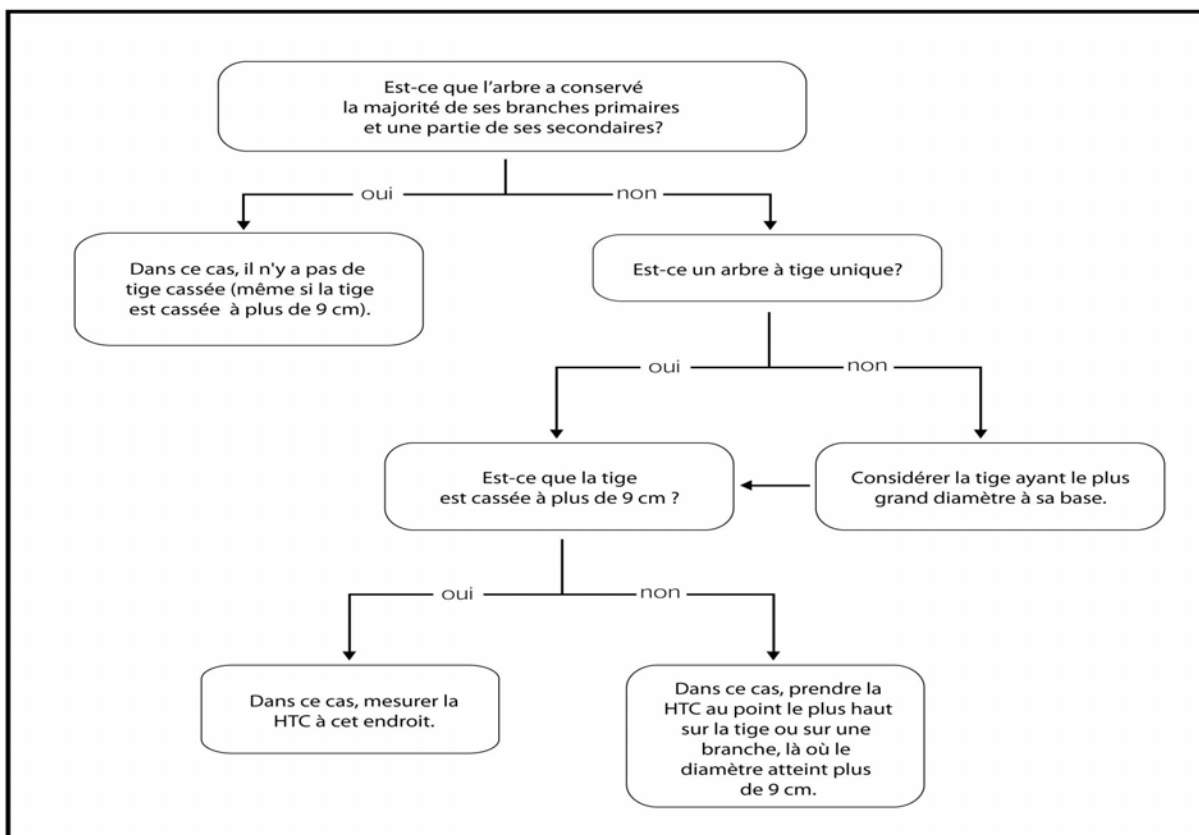 Est-ce que l'arbre a conservé
la majorité de ses branches primaires
et une partie de ses secondaires?
oui
non
Dans ce cas, il n'y a pas de
tige cassée (même si la tige
est cassée à plus de 9 cm).
Est-ce un arbre à tige unique?
oui
non
Est-ce que la tige
est cassée à plus de 9 cm ?
Considérer la tige ayant le plus
grand diamètre à sa base.
oui
non
Dans ce cas, mesurer la
HTC à cet endroit.
Dans ce cas, prendre la
HTC au point le plus haut
sur la tige ou sur une
branche, là où le
diamètre atteint plus
de 9 cm.